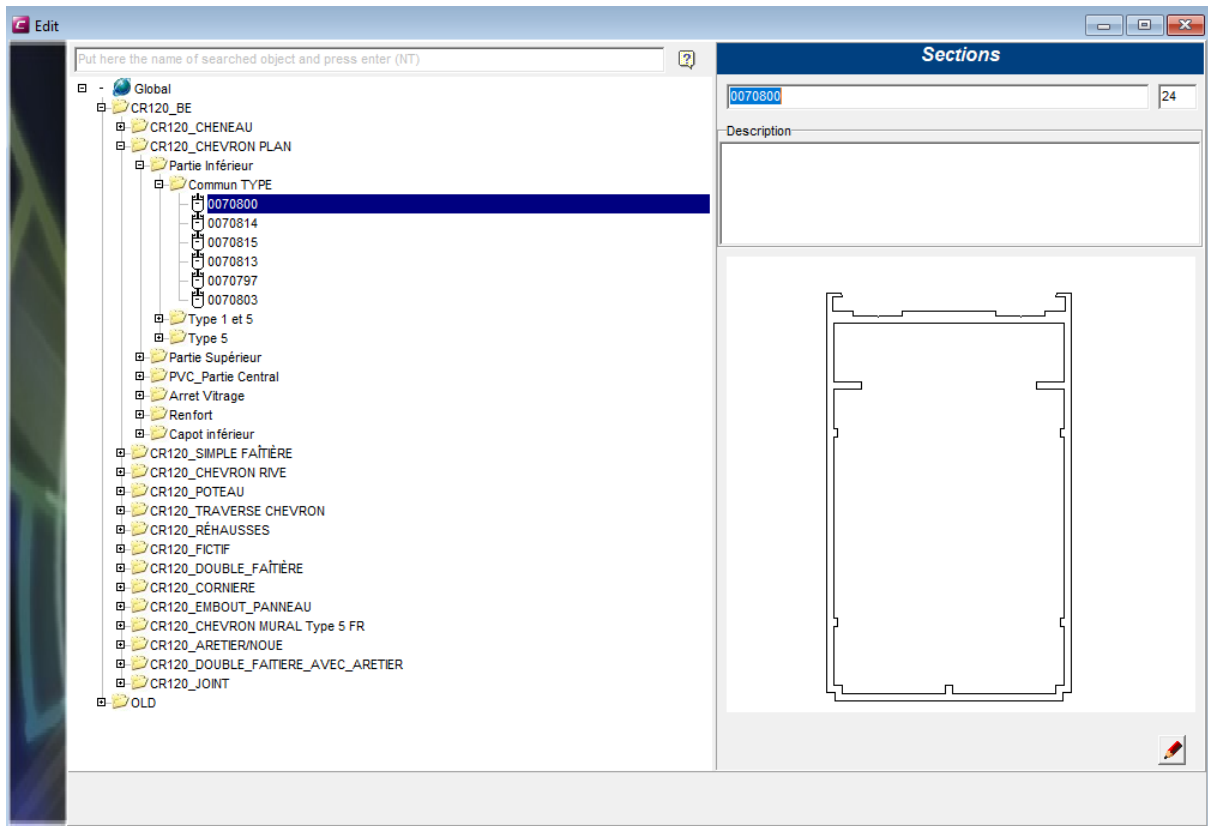 Edit
Put here the name of searched object and press enter (NT)
Global
CR120_BE
CR120_CHENEAU
CR120_CHEVRON PLAN
Partie Inférieur
Commun TYPE
0070800
0070814
0070815
0070813
0070797
0070803
Type 1 et 5
Type 5
Partie Supérieur
PVC_Partie Central
Arret Vitrage
Renfort
Capot inférieur
CR120_SIMPLE FAÎTIÈRE
CR120_CHEVRON RIVE
CR120_POTEAU
CR120_TRAVERSE CHEVRON
CR120_RÉHAUSSES
CR120_FICTIF
CR120_DOUBLE_FAÎTIÈRE
CR120_CORNIERE
CR120_EMBOUT_PANNEAU
CR120_CHEVRON MURAL Type 5 FR
CR120_ARETIER/NOUE
CR120_DOUBLE_FAITIERE_AVEC_ARETIER
CR120_JOINT
OLD
Sections
0070800 24
Description